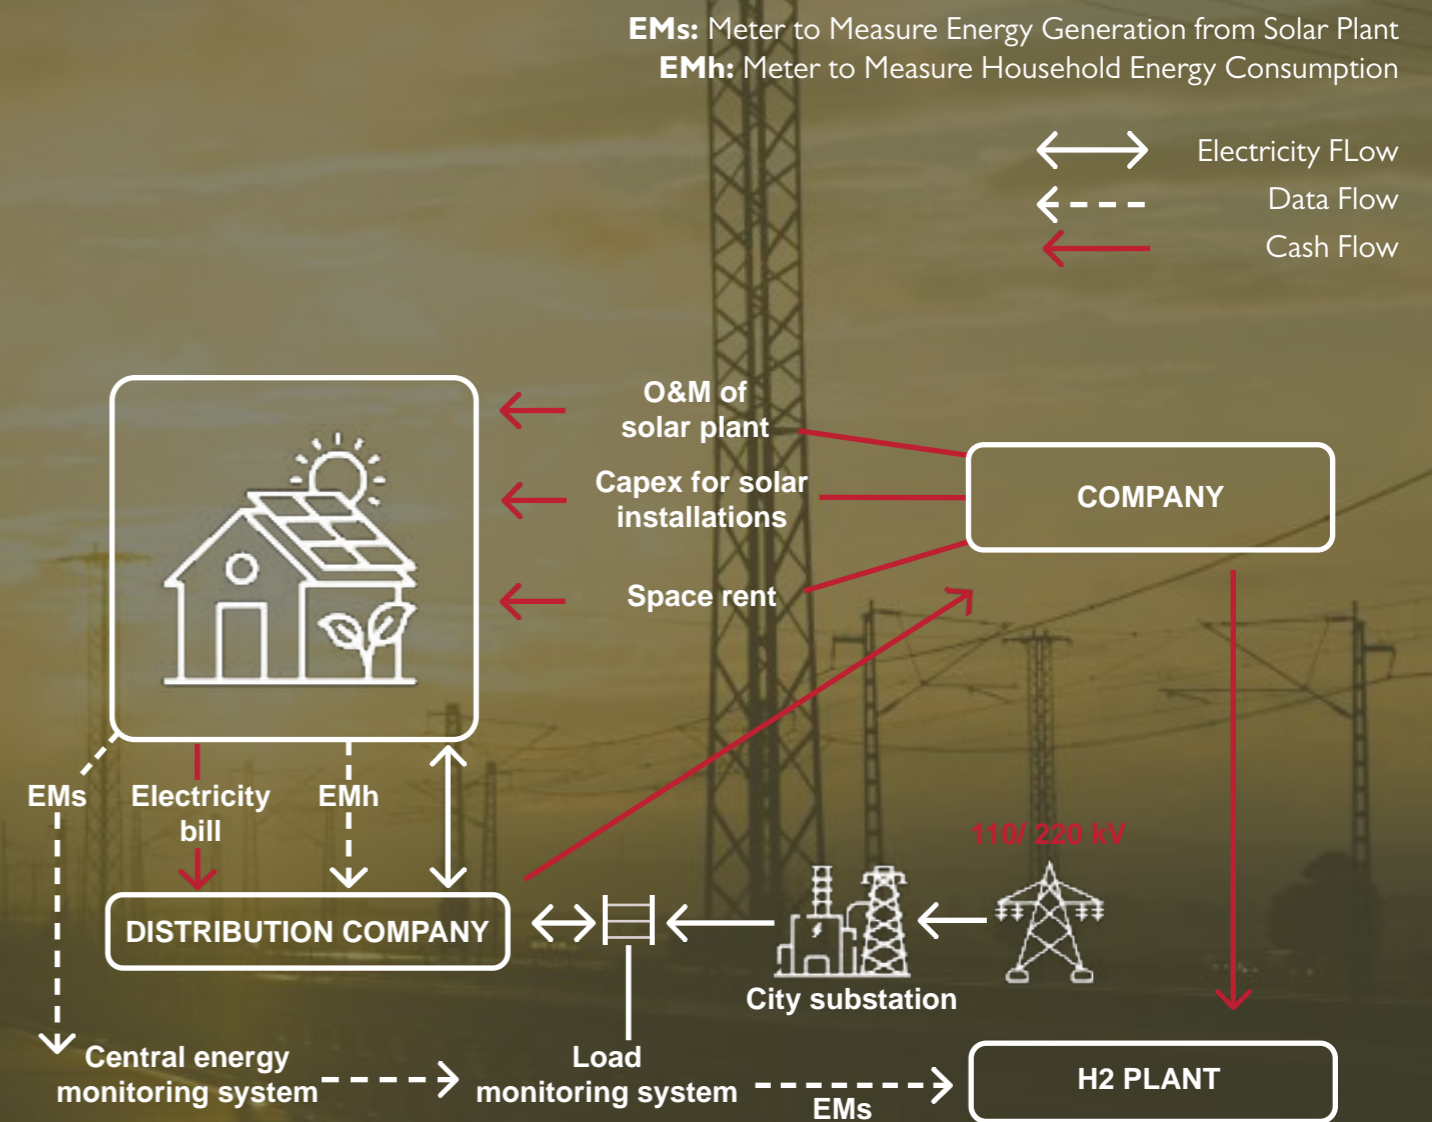 EMs: Meter to Measure Energy Generation from Solar Plant
EMh: Meter to Measure Household Energy Consumption
Electricity FLow
Data Flow
Cash Flow
O&M of
solar plant
Capex for solar
installations
Space rent
COMPANY
EMs
Electricity
bill
EMh
110/ 220 kV
DISTRIBUTION COMPANY
City substation
Central energy
monitoring system
Load
monitoring system
EMs
H2 PLANT